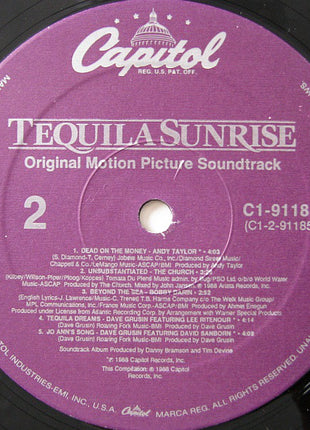 Capitol
REG. U.S. PAT. OFF.
TEQUILA SUNRISE
Original Motion Picture Soundtrack
2
C1-9118
(C1-2-91185
1. DEAD ON THE MONEY - ANDY TAYLOR * • 4:03
(S. Diamond-T. Cerney) Jobete Music Co., Inc./Diamond Street Music/
Chappell & Co./LeMango Music-ASCAP/BMI Produced by Andy Taylor
2. UNSUBSTANTIATED - THE CHURCH
(Kilbey/Willson-Piper/Ploog/Koppes) Tomata Du Plenti Music admin. by
Music-ASCAP Produced by The Church Mixed by John Jansen 1988 Arista Records, Inc.
3. BEYOND THE SEA - BOBBY DARIN • 2:52
(English Lyrics-J. Lawrence/Music-C. Trenet) T.B. Harms Company c/o The Welk Music Group/
MPL Communications, Inc./France Music Corp.-ASCAP/BMI Produced by Ahmet Ertegun
Produced under License from Atlantic Recording Corp. by Arrangement with Warner Special Products
4. TEQUILA DREAMS - DAVE GRUSIN FEATURING LEE RITENOUR
(Dave Grusin) Roaring Fork Music-BMI Produced by Dave Grusin
5. JO ANN'S SONG - DAVE GRUSIN FEATURING DAVID SANBORN * • 4:08
(Dave Grusin) Roaring Fork Music-BMI Produced by Dave Grusin
Soundtrack Album Produced by Danny Bramson and Tim Devine
*℗ 1988 Capitol Records, Inc.
This Compilation: ℗ 1988 Capitol
Records, Inc.
CAPITOL INDUSTRIES-EMI, INC. U.S.A. Capitol MARCA REG. ALL RIGHTS